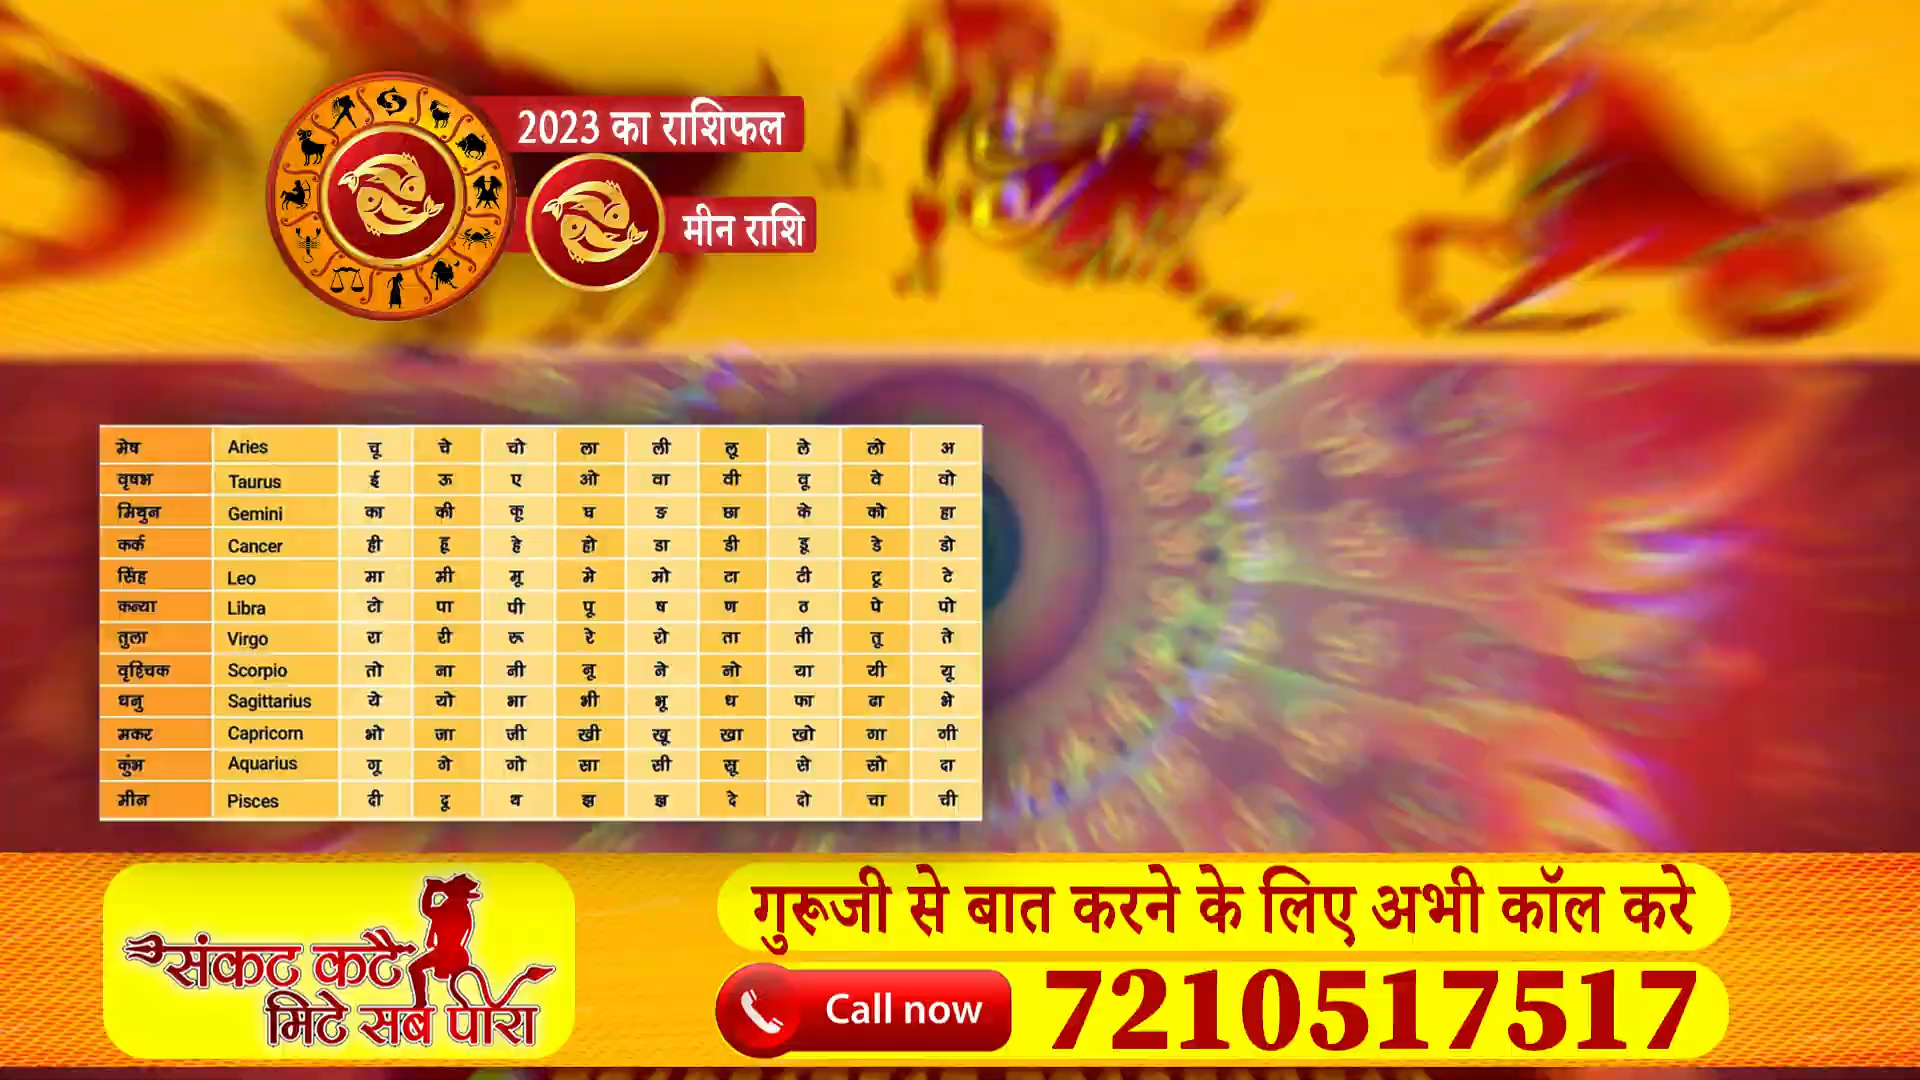 2023 का राशिफल
मीन राशि
मेष Aries चू चे चो ला ली लू ले लो अ
वृषभ Taurus ई ऊ ए ओ वा वी वू वे वो
मिथुन Gemini का की कू घ ङ छा के को हा
कर्क Cancer ही हू हे हो डा डी डू डे डो
सिंह Leo मा मी मू मे मो टा टी टू टे
कन्या Libra टो पा पी पू ष ण ठ पे पो
तुला Virgo रा री रू रे रो ता ती तू ते
वृश्चिक Scorpio तो ना नी नू ने नो या यी यू
धनु Sagittarius ये यो भा भी भू ध फा ढा भे
मकर Capricorn भो जा जी खी खू खा खो गा गी
कुंभ Aquarius गू गे गो सा सी सू से सो दा
मीन Pisces दी दू थ झ ञ दे दो चा ची
संकट कटै
मिटे सब पीरा
गुरूजी से बात करने के लिए अभी कॉल करे
Call now 7210517517